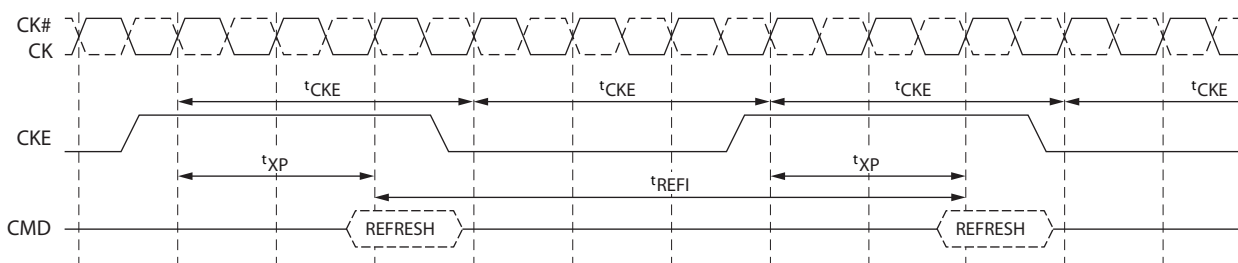 CK#
CK
tCKE tCKE tCKE tCKE
CKE
tXP tXP
tREFI
CMD REFRESH REFRESH